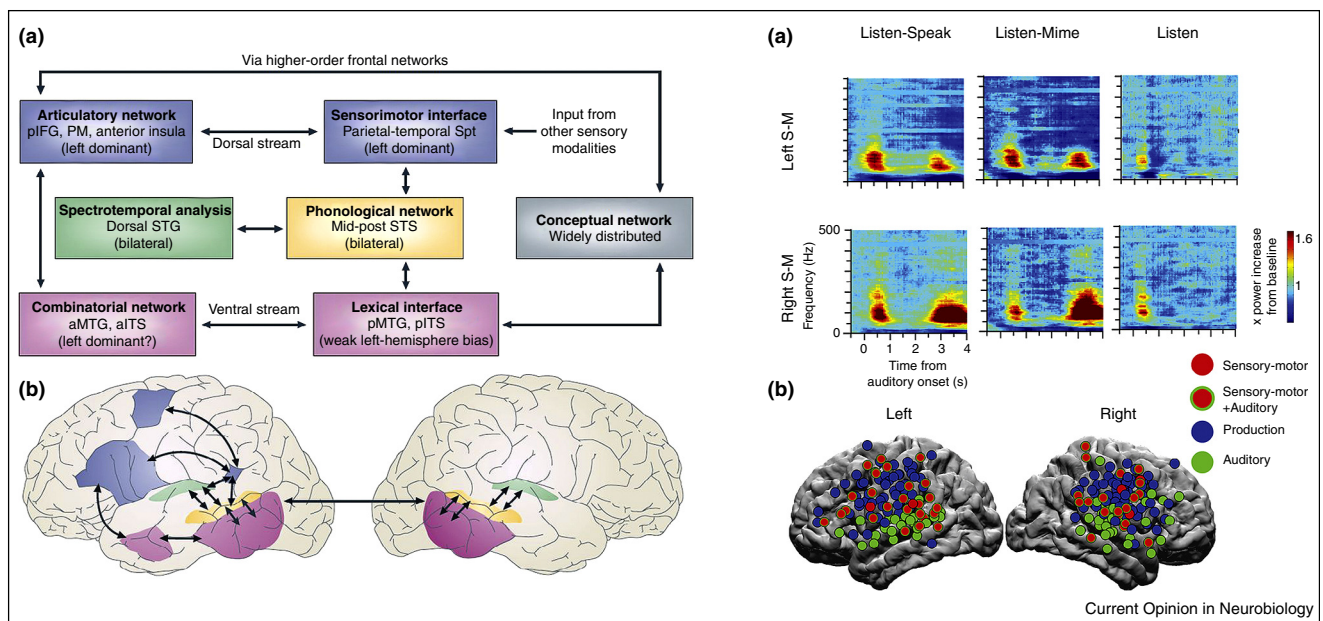 (a)
Via higher-order frontal networks
Articulatory network
pIFG, PM, anterior insula
(left dominant)
Dorsal stream
Sensorimotor interface
Parietal-temporal Spt
(left dominant)
Input from
other sensory
modalities
Spectrotemporal analysis
Dorsal STG
(bilateral)
Phonological network
Mid-post STS
(bilateral)
Conceptual network
Widely distributed
Combinatorial network
aMTG, aITS
(left dominant?)
Ventral stream
Lexical interface
pMTG, pITS
(weak left-hemisphere bias)
(b)
(a)
Listen-Speak
Listen-Mime
Listen
Left S-M
Right S-M
Frequency (Hz)
500
0
0 1 2 3 4
Time from
auditory onset (s)
1.6
1
x power increase
from baseline
Sensory-motor
Sensory-motor
+Auditory
Production
Auditory
(b)
Left
Right
Current Opinion in Neurobiology